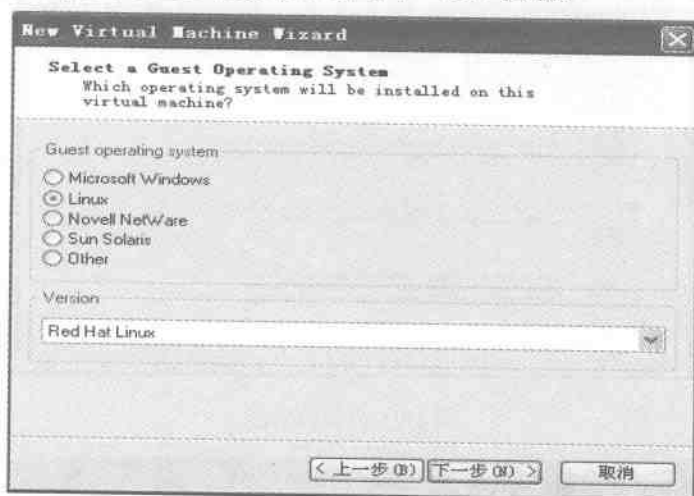 New Virtual Machine Wizard
Select a Guest Operating System
Which operating system will be installed on this
virtual machine?
Guest operating system
Microsoft Windows
Linux
Novell NetWare
Sun Solaris
Other
Version
Red Hat Linux
< 上一步(B) 下一步(N) > 取消